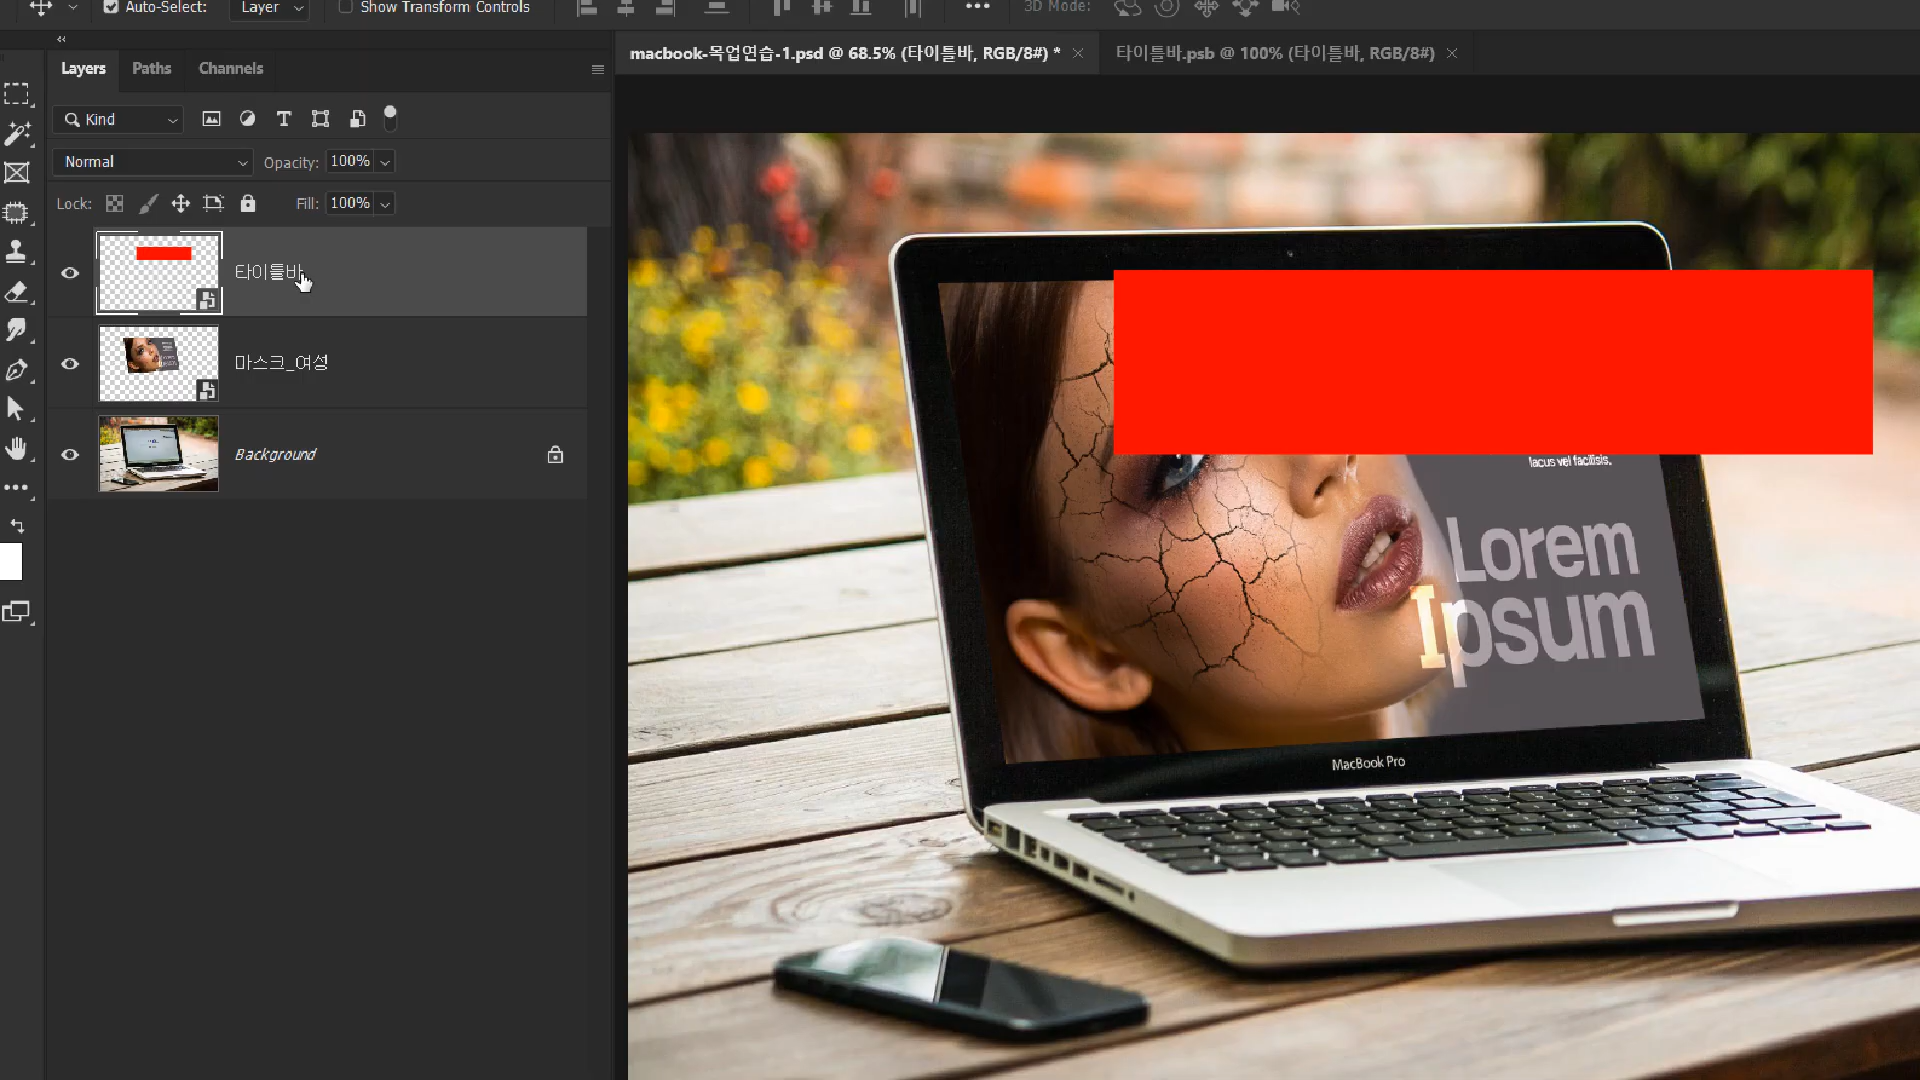 Auto-Select:
Layer
Show Transform Controls
3D Mode:
macbook-목업연습-1.psd @ 68.5% (타이틀바, RGB/8#) *
타이틀바.psb @ 100% (타이틀바, RGB/8#)
Layers
Paths
Channels
Kind
Normal
Opacity: 100%
Lock:
Fill: 100%
타이틀바
마스크_여성
Background
lacus vel facilisis.
Lorem
Ipsum
MacBook Pro